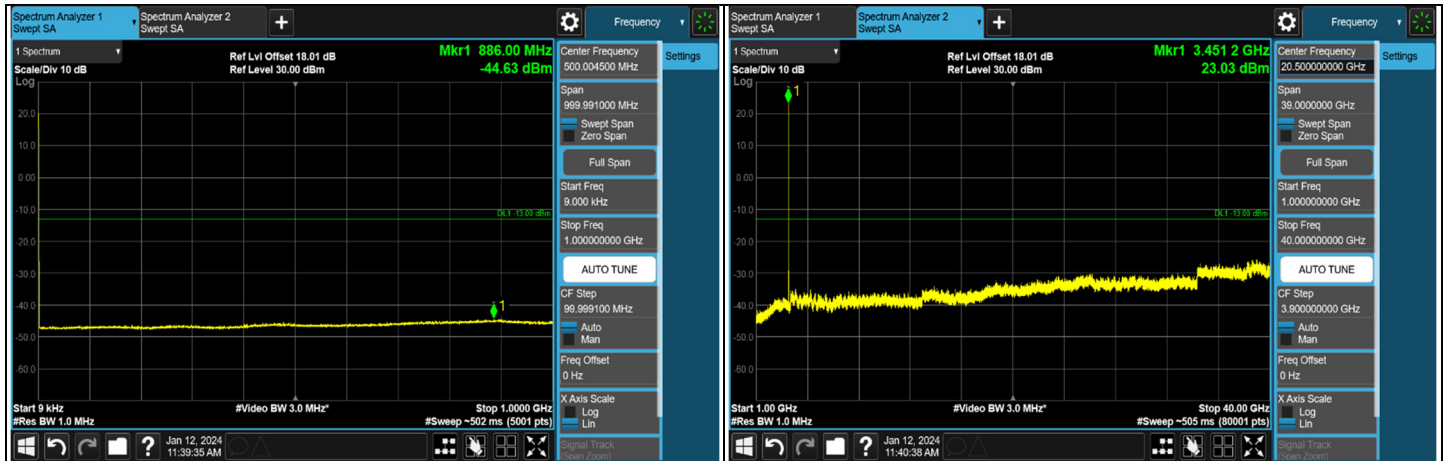 Spectrum Analyzer 1
Swept SA
Spectrum Analyzer 2
Swept SA
Frequency
1 Spectrum
Scale/Div 10 dB
Log
Ref Lvl Offset 18.01 dB
Ref Level 30.00 dBm
Mkr1 886.00 MHz
-44.63 dBm
1
20.0
10.0
0.00
-10.0
-20.0
-30.0
-40.0
-50.0
-60.0
DL1 -13.00 dBm
1
Start 9 kHz
#Res BW 1.0 MHz
#Video BW 3.0 MHz*
Stop 1.0000 GHz
#Sweep ~502 ms (5001 pts)
Center Frequency
500.004500 MHz
Settings
Span
999.991000 MHz
Swept Span
Zero Span
Full Span
Start Freq
9.000 kHz
Stop Freq
1.000000000 GHz
AUTO TUNE
CF Step
99.999100 MHz
Auto
Man
Freq Offset
0 Hz
X Axis Scale
Log
Lin
Signal Track
(Span Zoom)
?
Jan 12, 2024
11:39:35 AM
Spectrum Analyzer 1
Swept SA
Spectrum Analyzer 2
Swept SA
Frequency
1 Spectrum
Scale/Div 10 dB
Log
Ref Lvl Offset 18.01 dB
Ref Level 30.00 dBm
Mkr1 3.451 2 GHz
23.03 dBm
1
20.0
10.0
0.00
-10.0
-20.0
-30.0
-40.0
-50.0
-60.0
DL1 -13.00 dBm
Start 1.00 GHz
#Res BW 1.0 MHz
#Video BW 3.0 MHz*
Stop 40.00 GHz
#Sweep ~505 ms (80001 pts)
Center Frequency
20.500000000 GHz
Settings
Span
39.0000000 GHz
Swept Span
Zero Span
Full Span
Start Freq
1.000000000 GHz
Stop Freq
40.000000000 GHz
AUTO TUNE
CF Step
3.900000000 GHz
Auto
Man
Freq Offset
0 Hz
X Axis Scale
Log
Lin
Signal Track
(Span Zoom)
?
Jan 12, 2024
11:40:38 AM